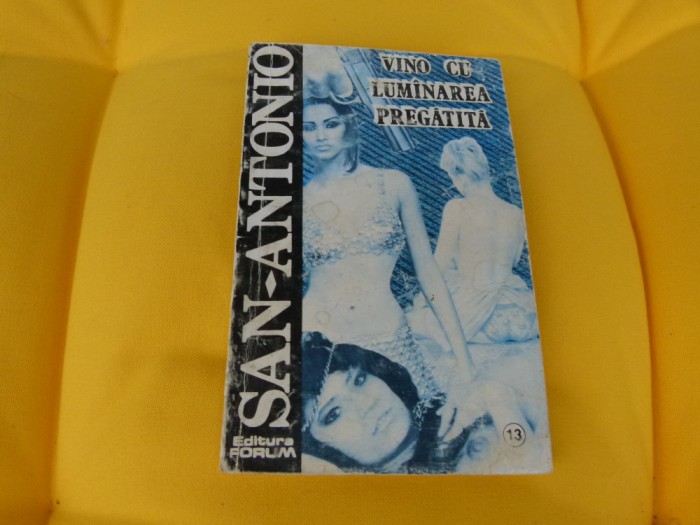 SAN-ANTONIO
VINO CU
LUMÎNAREA
PREGĂTITĂ
Editura
FORUM
13